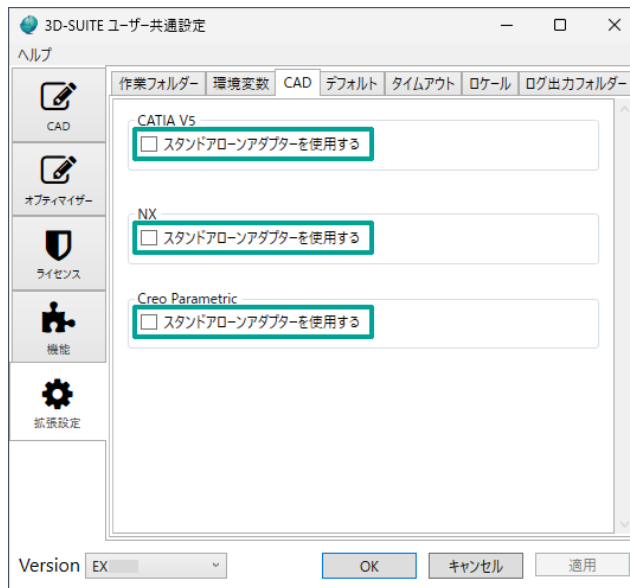 3D-SUITE ユーザー共通設定
ヘルプ
CAD
オプティマイザー
ライセンス
機能
拡張設定
作業フォルダー 環境変数 CAD デフォルト タイムアウト ロケール ログ出力フォルダー
CATIA V5
スタンドアローンアダプターを使用する
NX
スタンドアローンアダプターを使用する
Creo Parametric
スタンドアローンアダプターを使用する
Version EX OK キャンセル 適用